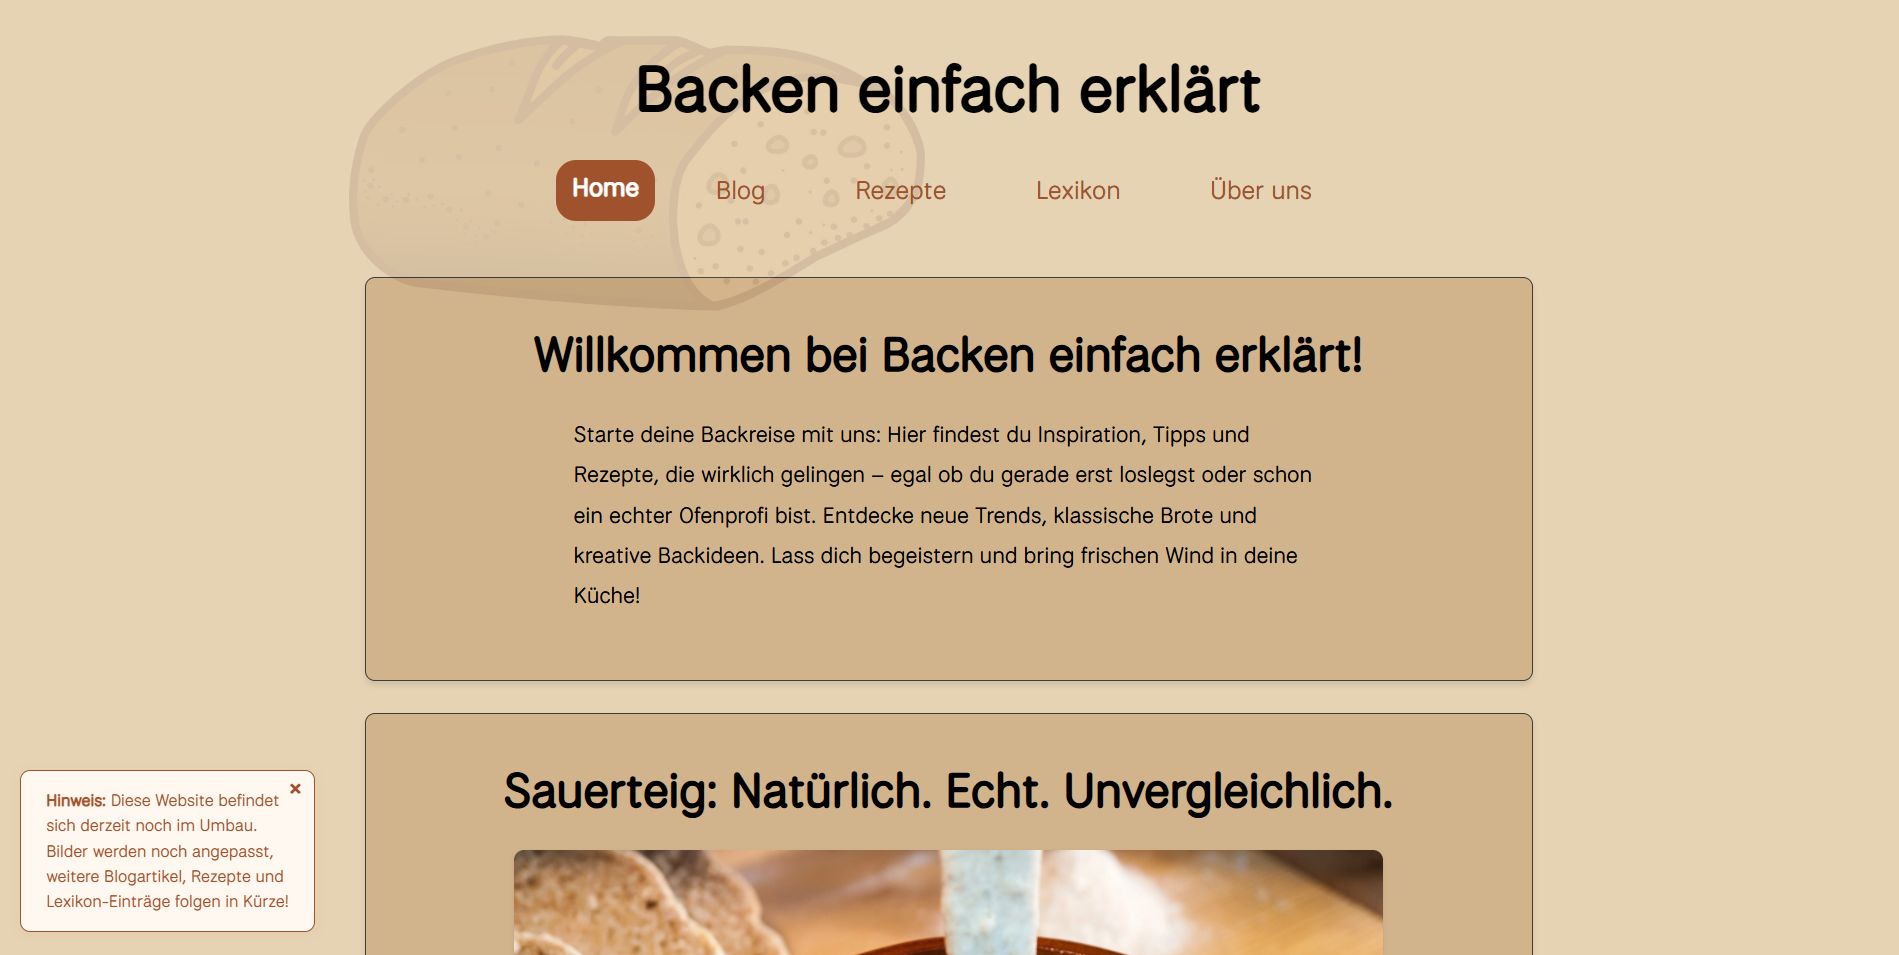 Backen einfach erklärt
Home Blog Rezepte Lexikon Über uns
Willkommen bei Backen einfach erklärt!
Starte deine Backreise mit uns: Hier findest du Inspiration, Tipps und
Rezepte, die wirklich gelingen – egal ob du gerade erst loslegst oder schon
ein echter Ofenprofi bist. Entdecke neue Trends, klassische Brote und
kreative Backideen. Lass dich begeistern und bring frischen Wind in deine
Küche!
Sauerteig: Natürlich. Echt. Unvergleichlich.
Hinweis: Diese Website befindet
sich derzeit noch im Umbau.
Bilder werden noch angepasst,
weitere Blogartikel, Rezepte und
Lexikon-Einträge folgen in Kürze!